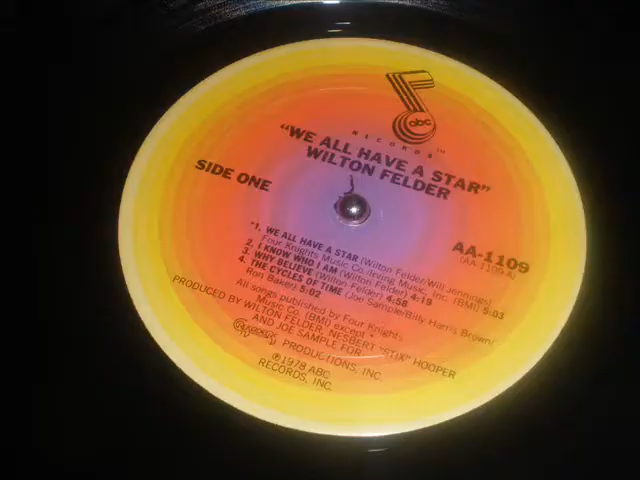 abc
RECORDS™
"WE ALL HAVE A STAR"
WILTON FELDER
SIDE ONE
AA-1109
(AA-1109-A)
*1. WE ALL HAVE A STAR (Wilton Felder/Will Jennings)
Four Knights Music Co./Irving Music, Inc. (BMI) 5:03
2. I KNOW WHO I AM (Wilton Felder) 4:19
3. WHY BELIEVE (Wilton Felder) 4:58
4. THE CYCLES OF TIME (Joe Sample/Billy Harris Brown/
Ron Baker) 5:02
All songs published by Four Knights
Music Co. (BMI) except *
PRODUCED BY WILTON FELDER, NESBERT "STIX" HOOPER
AND JOE SAMPLE FOR
CRUSADERS PRODUCTIONS, INC.
℗1978 ABC
RECORDS, INC.